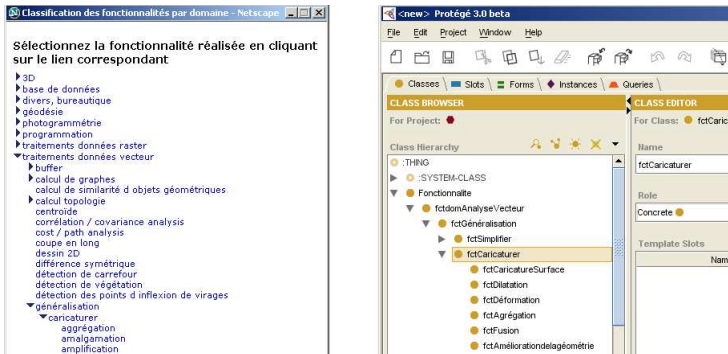 Classification des fonctionnalités par domaine - Netscape
Sélectionnez la fonctionnalité réalisée en cliquant
sur le lien correspondant
3D
base de données
divers, bureautique
géodésie
photogrammétrie
programmation
traitements données raster
traitements données vecteur
buffer
calcul de graphes
calcul de similarité d objets géométriques
calcul topologie
centroïde
corrélation / covariance analysis
cost / path analysis
coupe en long
dessin 2D
différence symétrique
détection de carrefour
détection de végétation
détection des points d inflexion de virages
généralisation
caricaturer
aggrégation
amalgamation
amplification
<new> Protégé 3.0 beta
File Edit Project Window Help
Classes Slots Forms Instances Queries
CLASS BROWSER
For Project:
Class Hierarchy
:THING
:SYSTEM-CLASS
Fonctionnalite
fctdomAnalyseVecteur
fctGénéralisation
fctSimplifier
fctCaricaturer
fctCaricatureSurface
fctDilatation
fctDéformation
fctAgrégation
fctFusion
fctAméliorationdelagéométrie
CLASS EDITOR
For Class: fctCaric
Name
fctCaricaturer
Role
Concrete
Template Slots
Nam